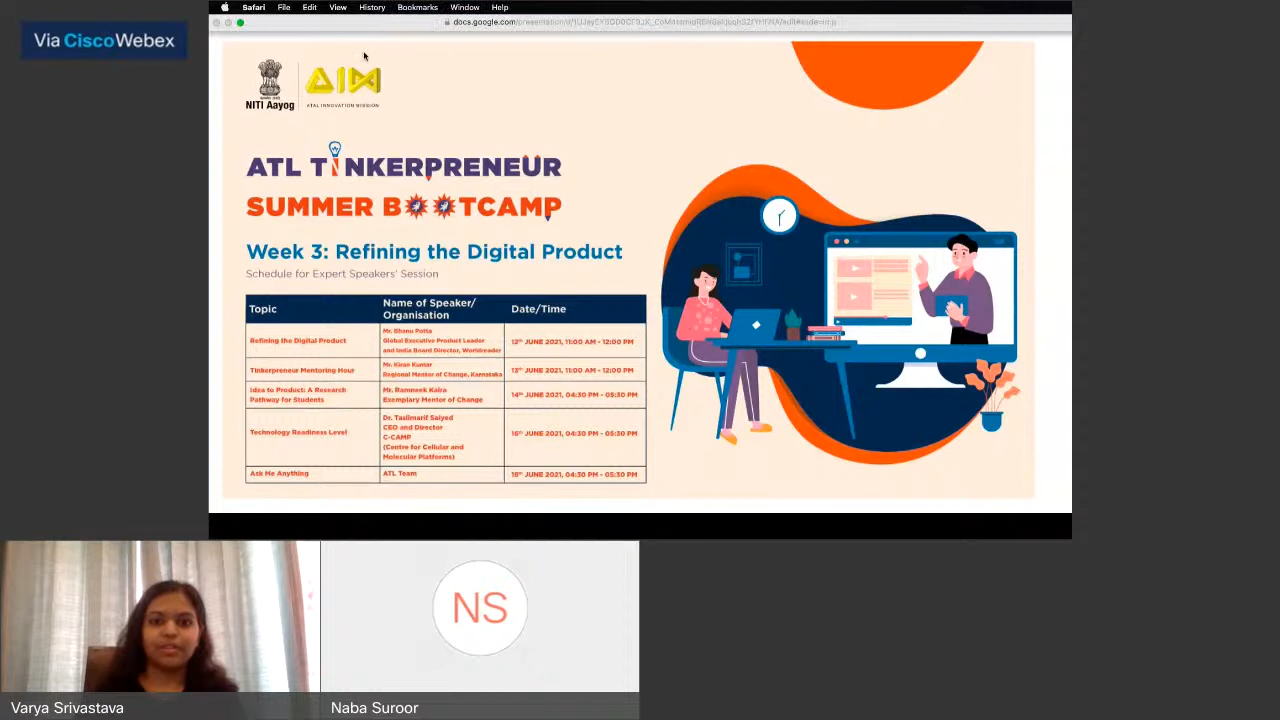 Via CiscoWebex
Safari File Edit View History Bookmarks Window Help
NITI Aayog
AIM
ATAL INNOVATION MISSION
ATL TINKERPRENEUR
SUMMER BOOTCAMP
Week 3: Refining the Digital Product
Schedule for Expert Speakers' Session
Topic
Name of Speaker/
Organisation
Date/Time
Refining the Digital Product
Mr. Bhanu Potta
Global Executive Product Leader
and India Board Director, Worldreader
12th JUNE 2021, 11:00 AM - 12:00 PM
Tinkerpreneur Mentoring Hour
Mr. Kiran Kumar
Regional Mentor of Change, Karnataka
13th JUNE 2021, 11:00 AM - 12:00 PM
Idea to Product: A Research
Pathway for Students
Mr. Ramneek Kalra
Exemplary Mentor of Change
14th JUNE 2021, 04:30 PM - 05:30 PM
Technology Readiness Level
Dr. Taslimarif Saiyed
CEO and Director
C-CAMP
(Centre for Cellular and
Molecular Platforms)
16th JUNE 2021, 04:30 PM - 05:30 PM
Ask Me Anything
ATL Team
18th JUNE 2021, 04:30 PM - 05:30 PM
NS
Varya Srivastava
Naba Suroor